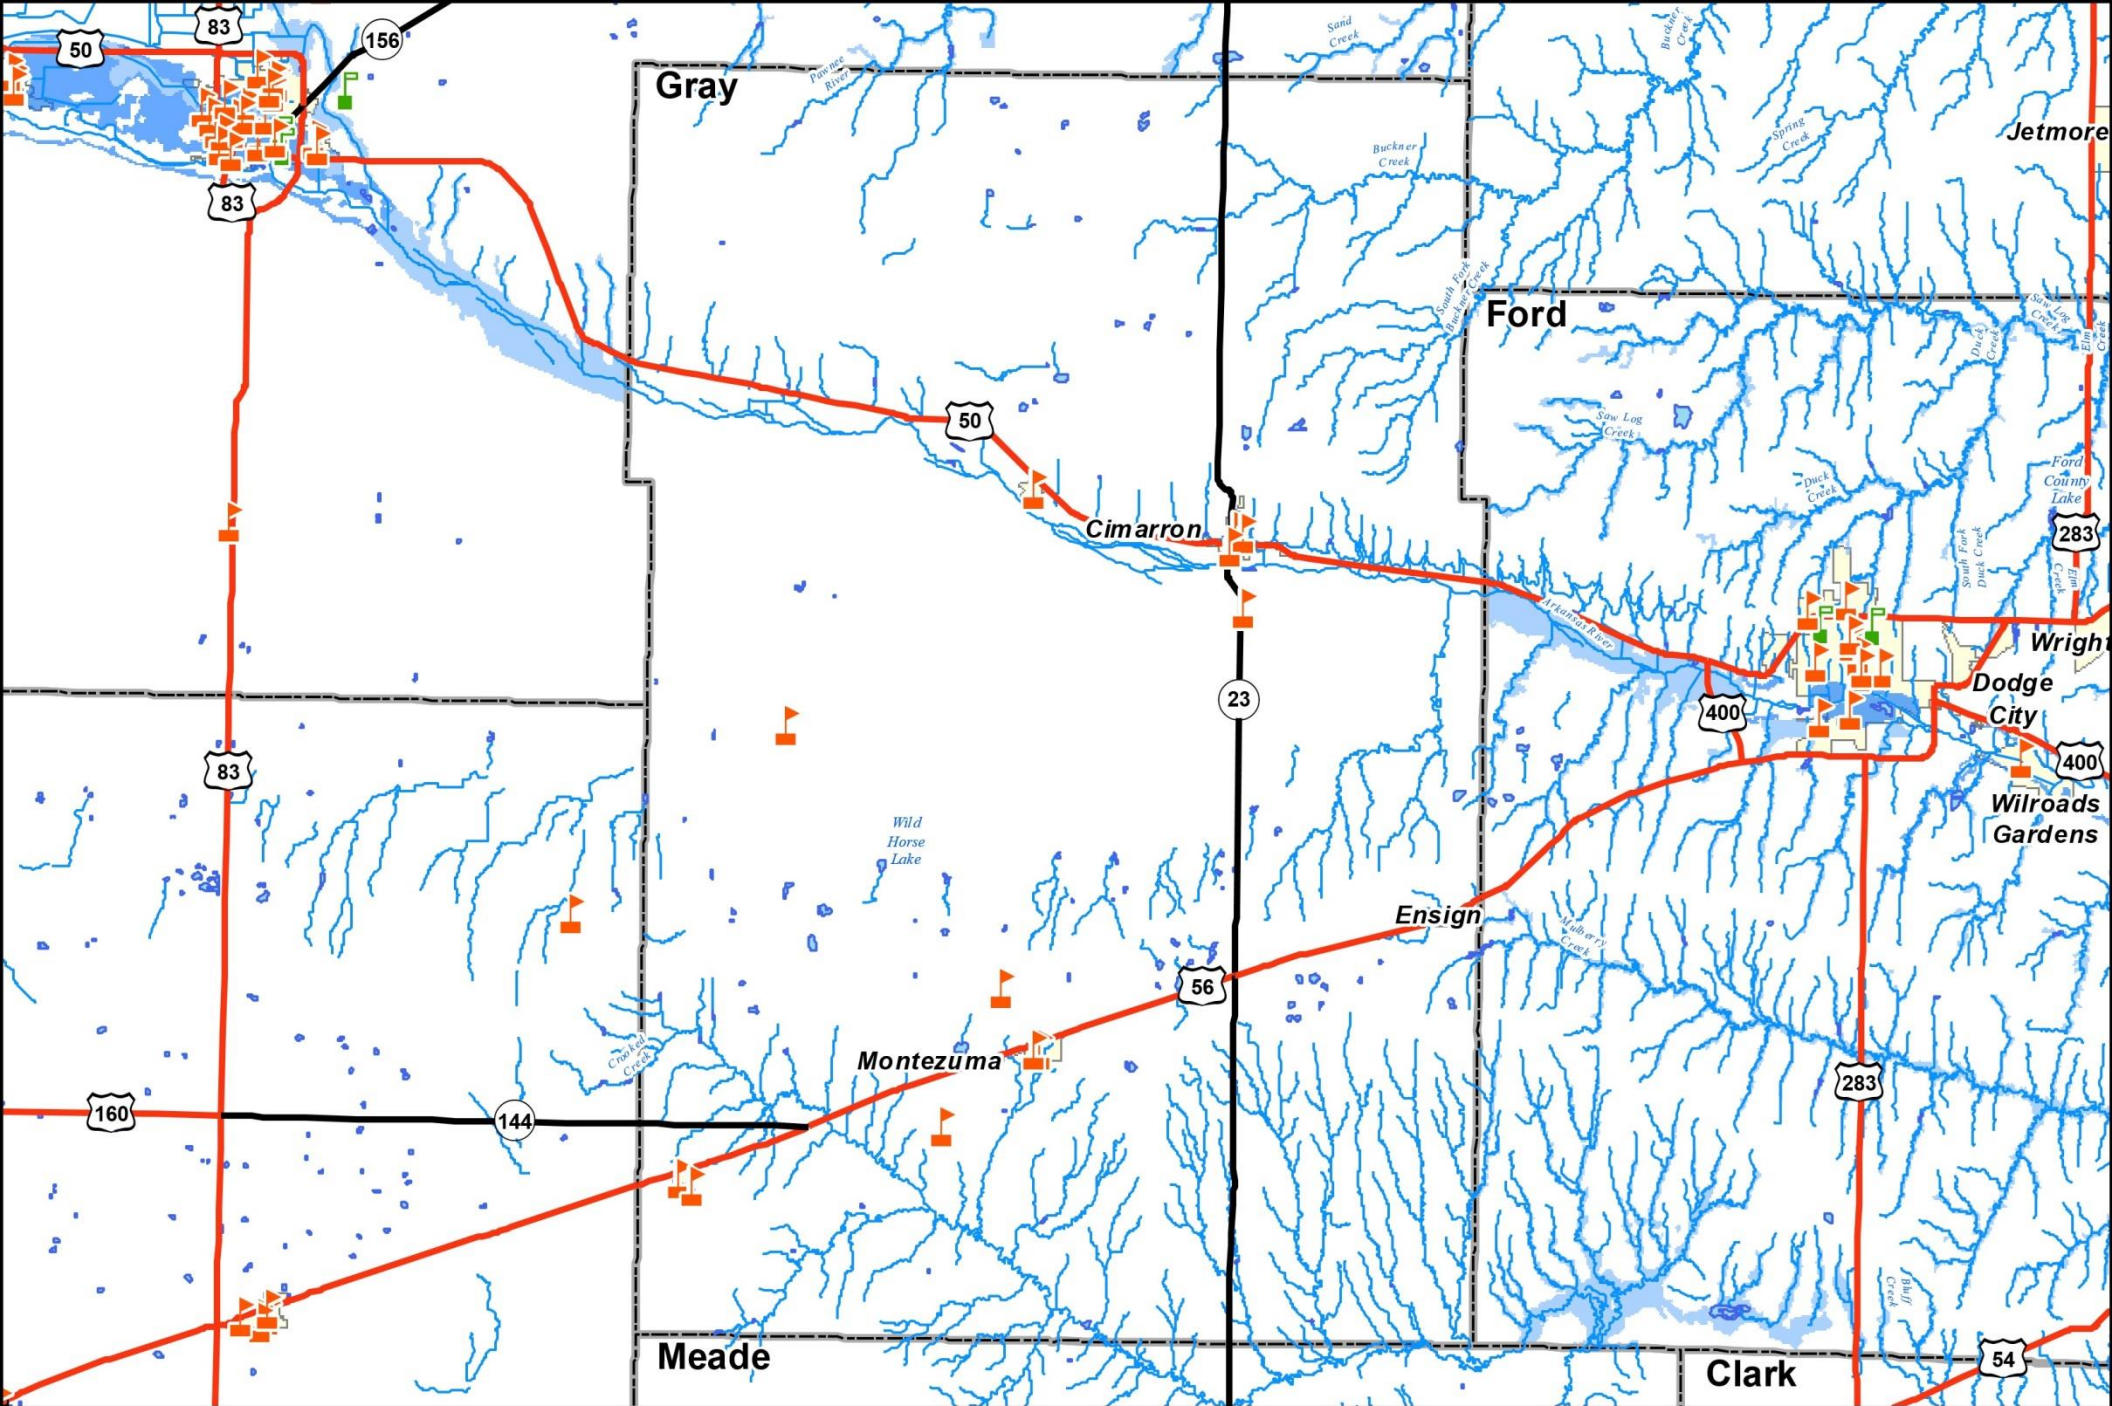 83
50
156
Sand
Creek
Buckner
Creek
Gray
Pawnee
River
Jetmore
Spring
Creek
Buckner
Creek
83
South Fork
Buckner Creek
Ford
Saw Log
Creek
Duck
Creek
Elm
Creek
50
Saw Log
Creek
Ford
County
Lake
Duck
Creek
Cimarron
283
South Fork
Duck Creek
Elm
Creek
Arkansas River
Wright
Dodge
City
23
400
83
400
Wilroads
Gardens
Wild
Horse
Lake
Ensign
Mulberry
Creek
56
Crooked
Creek
Montezuma
283
160
144
Bluff
Creek
Meade
Clark
54